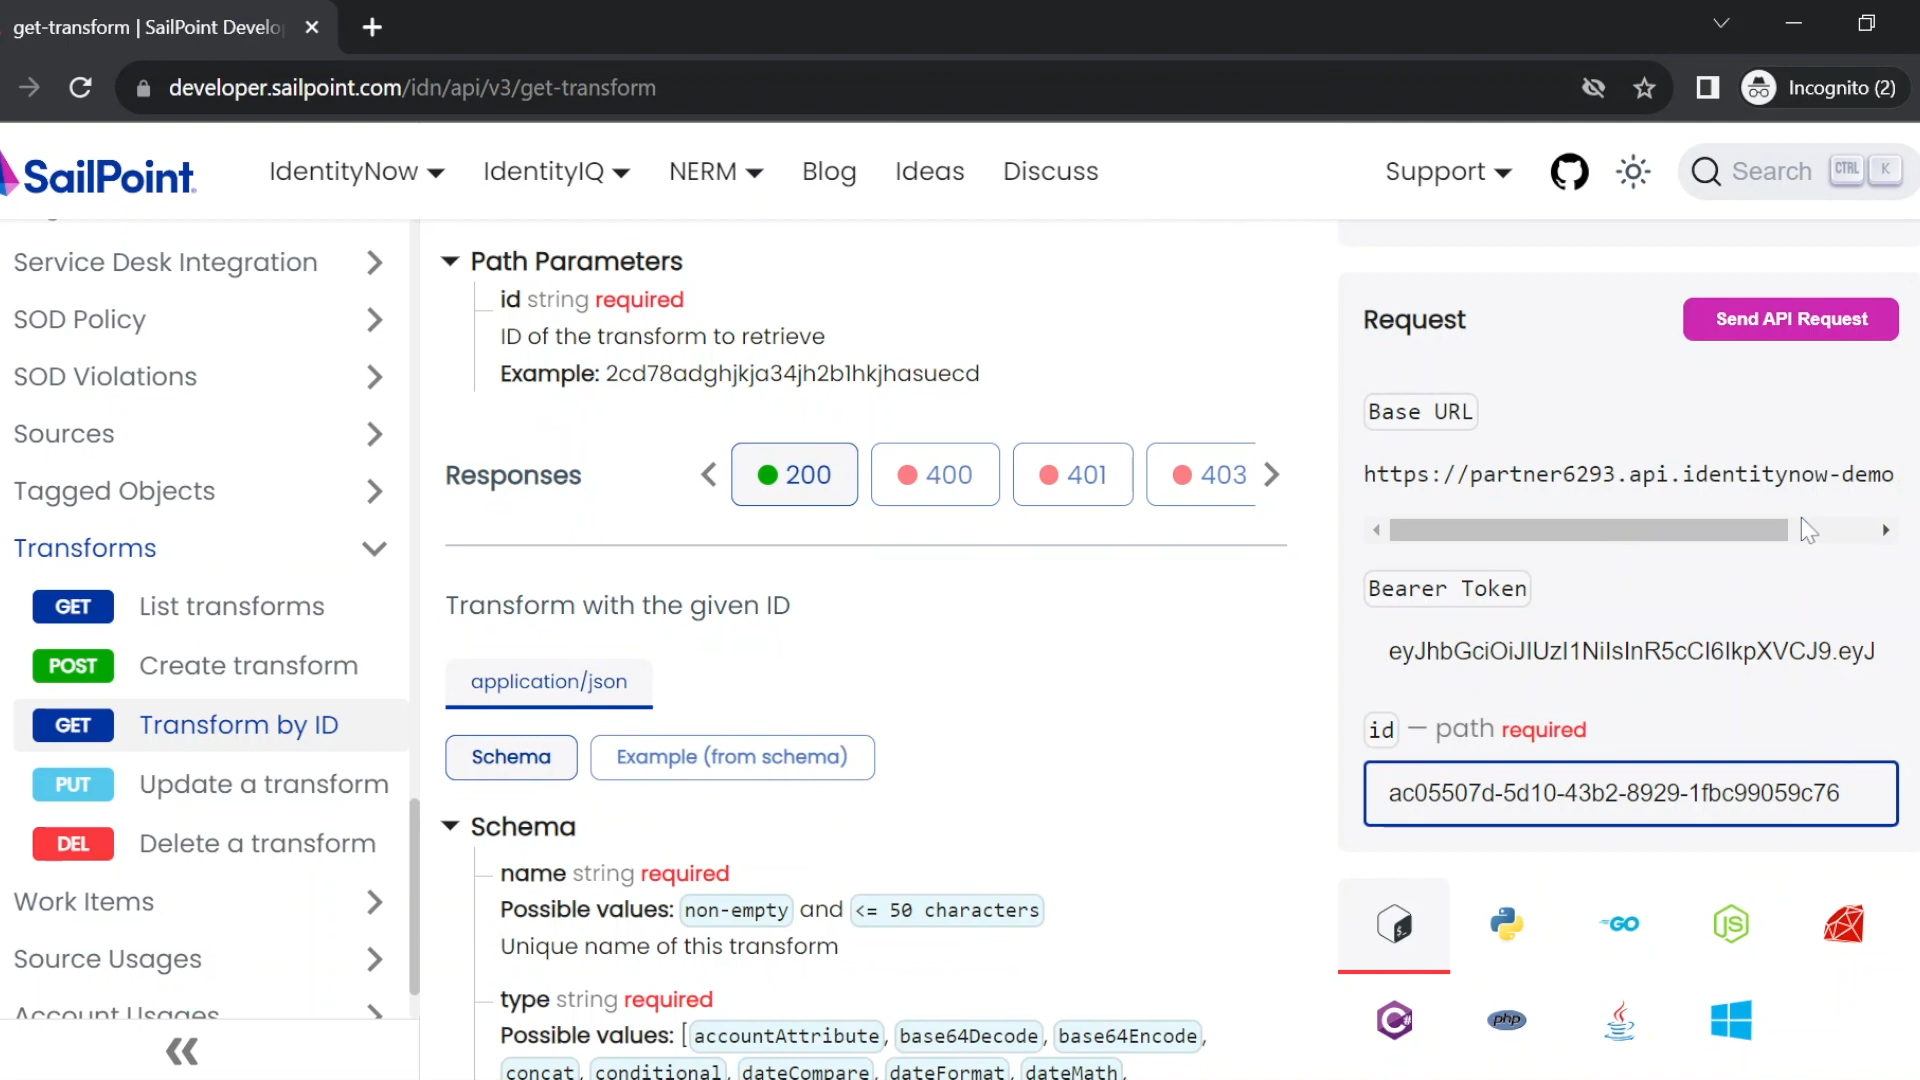 get-transform | SailPoint Develo
developer.sailpoint.com/idn/api/v3/get-transform
Incognito (2)
SailPoint.
IdentityNow
IdentityIQ
NERM
Blog
Ideas
Discuss
Support
Search
CTRL
K
Service Desk Integration
SOD Policy
SOD Violations
Sources
Tagged Objects
Transforms
GET List transforms
POST Create transform
GET Transform by ID
PUT Update a transform
DEL Delete a transform
Work Items
Source Usages
Account Usages
Path Parameters
id string required
ID of the transform to retrieve
Example: 2cd78adghjkja34jh2b1hkjhasuecd
Responses
200
400
401
403
Transform with the given ID
application/json
Schema
Example (from schema)
Schema
name string required
Possible values: non-empty and <= 50 characters
Unique name of this transform
type string required
Possible values: [accountAttribute, base64Decode, base64Encode,
concat, conditional, dateCompare, dateFormat, dateMath,
Request
Send API Request
Base URL
https://partner6293.api.identitynow-demo
Bearer Token
eyJhbGciOiJIUzI1NiIsInR5cCI6IkpXVCJ9.eyJ
id — path required
ac05507d-5d10-43b2-8929-1fbc99059c76
GO
JS
C#
php